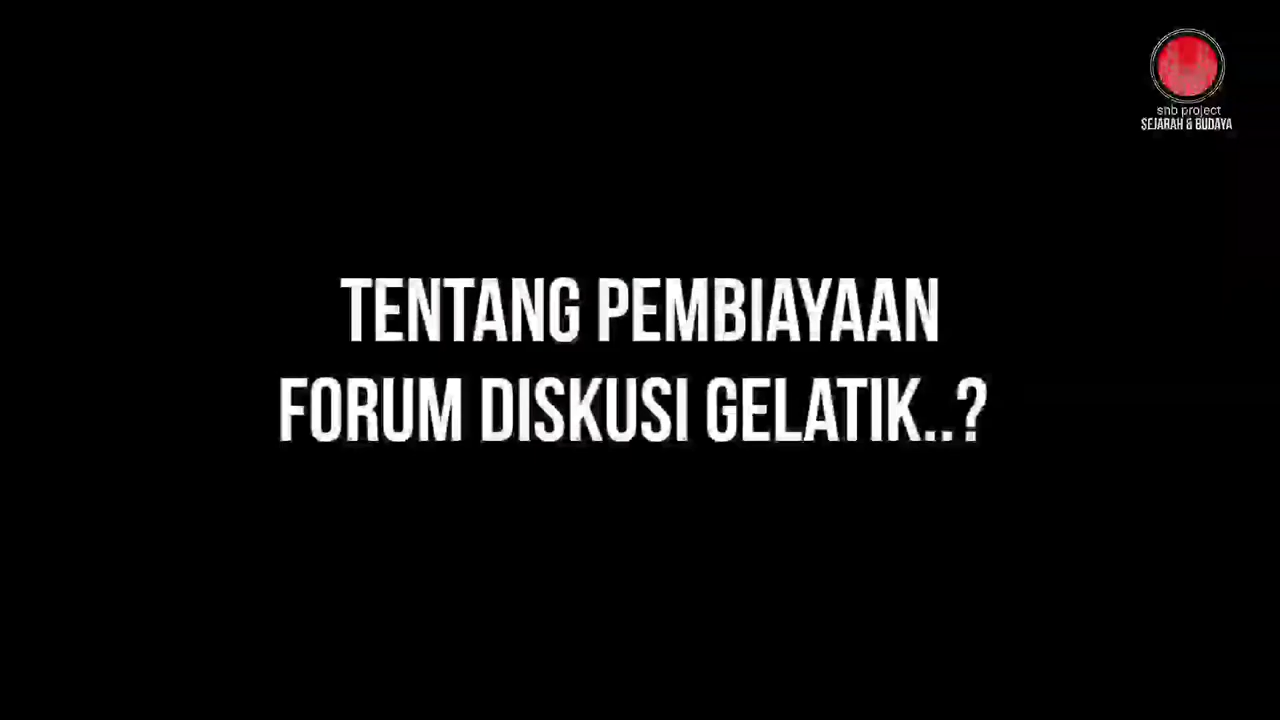 snb project
SEJARAH & BUDAYA
TENTANG PEMBIAYAAN
FORUM DISKUSI GELATIK..?